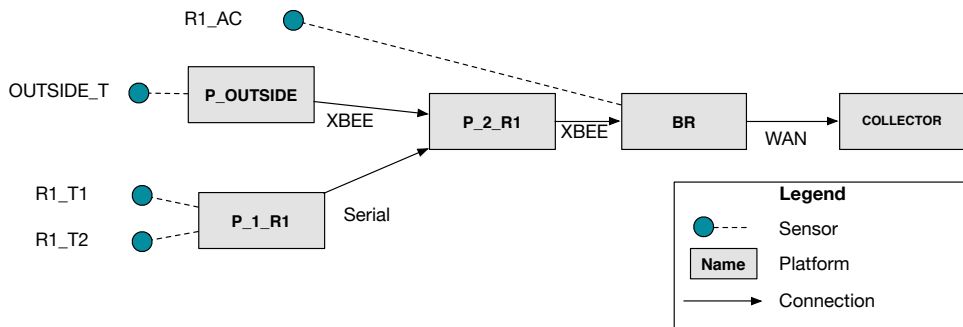 R1_AC
OUTSIDE_T
P_OUTSIDE
XBEE
P_2_R1
XBEE
BR
WAN
COLLECTOR
R1_T1
R1_T2
P_1_R1
Serial
Legend
Sensor
Name Platform
Connection